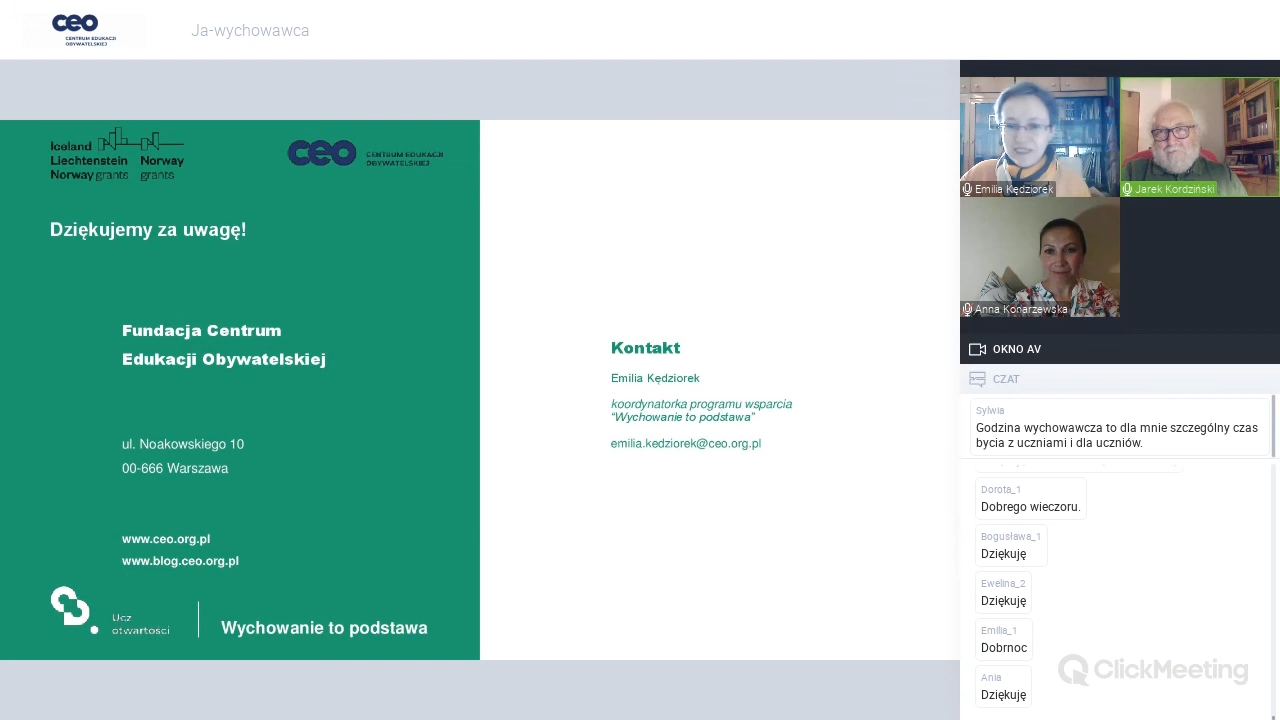 ceo
CENTRUM EDUKACJI
OBYWATELSKIEJ
Ja-wychowawca
Iceland
Liechtenstein
Norway grants
Norway
grants
ceo
CENTRUM EDUKACJI
OBYWATELSKIEJ
Dziękujemy za uwagę!
Fundacja Centrum
Edukacji Obywatelskiej
ul. Noakowskiego 10
00-666 Warszawa
www.ceo.org.pl
www.blog.ceo.org.pl
Ucz
otwartości
Wychowanie to podstawa
Kontakt
Emilia Kędziorek
koordynatorka programu wsparcia
“Wychowanie to podstawa”
emilia.kedziorek@ceo.org.pl
Emilia Kędziorek
Jarek Kordziński
Anna Konarzewska
OKNO AV
CZAT
Sylwia
Godzina wychowawcza to dla mnie szczególny czas
bycia z uczniami i dla uczniów.
Dorota_1
Dobrego wieczoru.
Bogusława_1
Dziękuję
Ewelina_2
Dziękuję
Emilia_1
Dobrnoc
Ania
Dziękuję
ClickMeeting